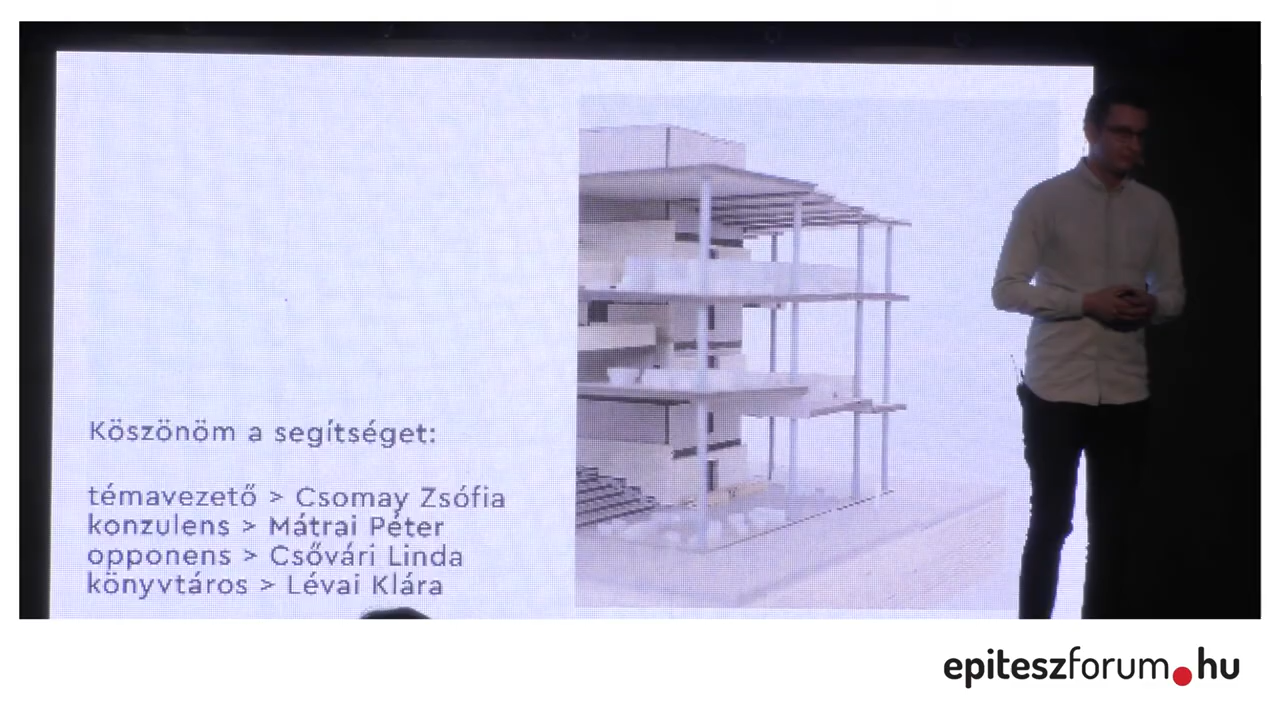 Köszönöm a segítséget:
témavezető > Csomay Zsófia
konzulens > Mátrai Péter
opponens > Csővári Linda
könyvtáros > Lévai Klára
epiteszforum.hu